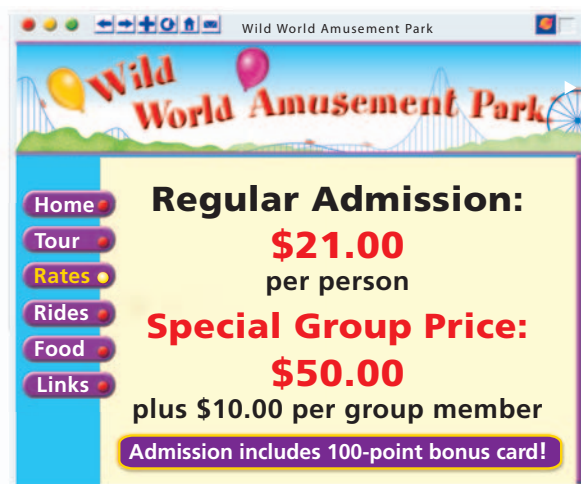 Wild World Amusement Park
Wild
World Amusement Park
Home
Tour
Rates
Rides
Food
Links
Regular Admission:
$21.00
per person
Special Group Price:
$50.00
plus $10.00 per group member
Admission includes 100-point bonus card!